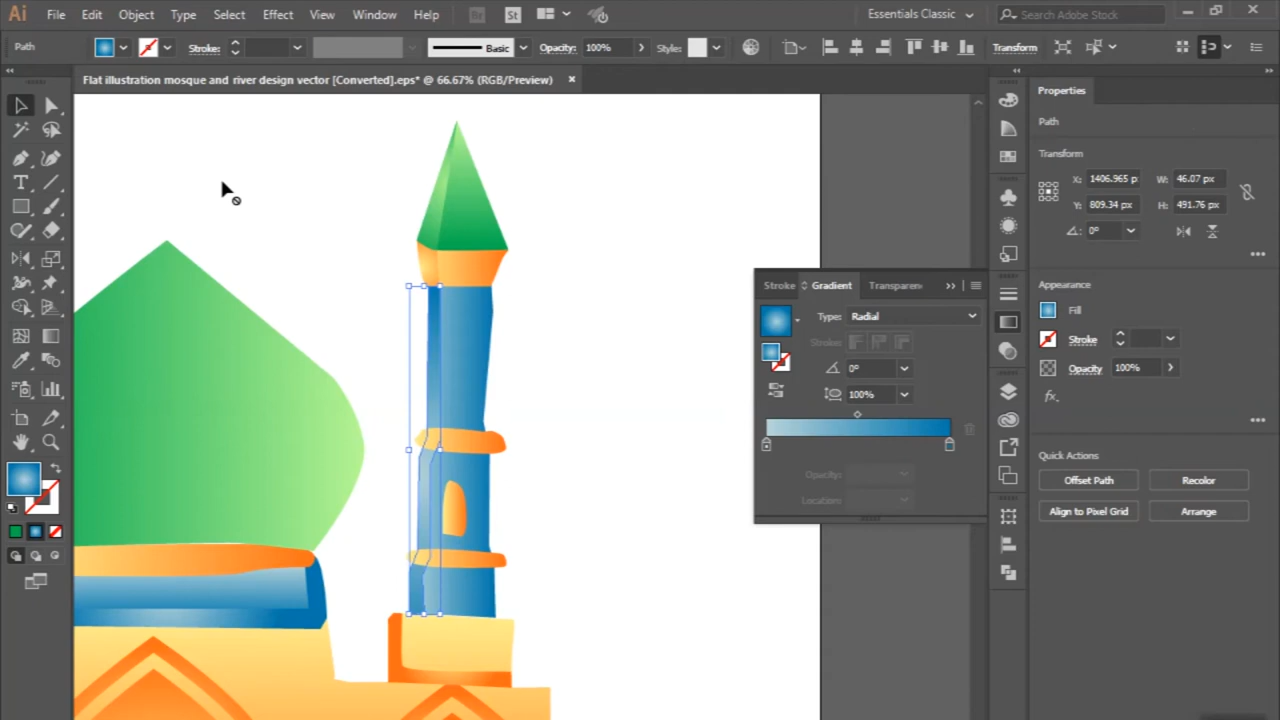 Ai File Edit Object Type Select Effect View Window Help Br St Essentials Classic Search Adobe Stock
Path Stroke: Basic Opacity: 100% Style: Transform
Flat illustration mosque and river design vector [Converted].eps* @ 66.67% (RGB/Preview)
Properties
Path
Transform
X: 1406.965 p W: 46.07 px
Y: 809.34 px H: 491.76 px
0°
Appearance
Fill
Stroke
Opacity 100%
fx
Quick Actions
Offset Path Recolor
Align to Pixel Grid Arrange
Stroke Gradient Transparen
Type: Radial
Stroke:
0°
100%
Opacity:
Location: